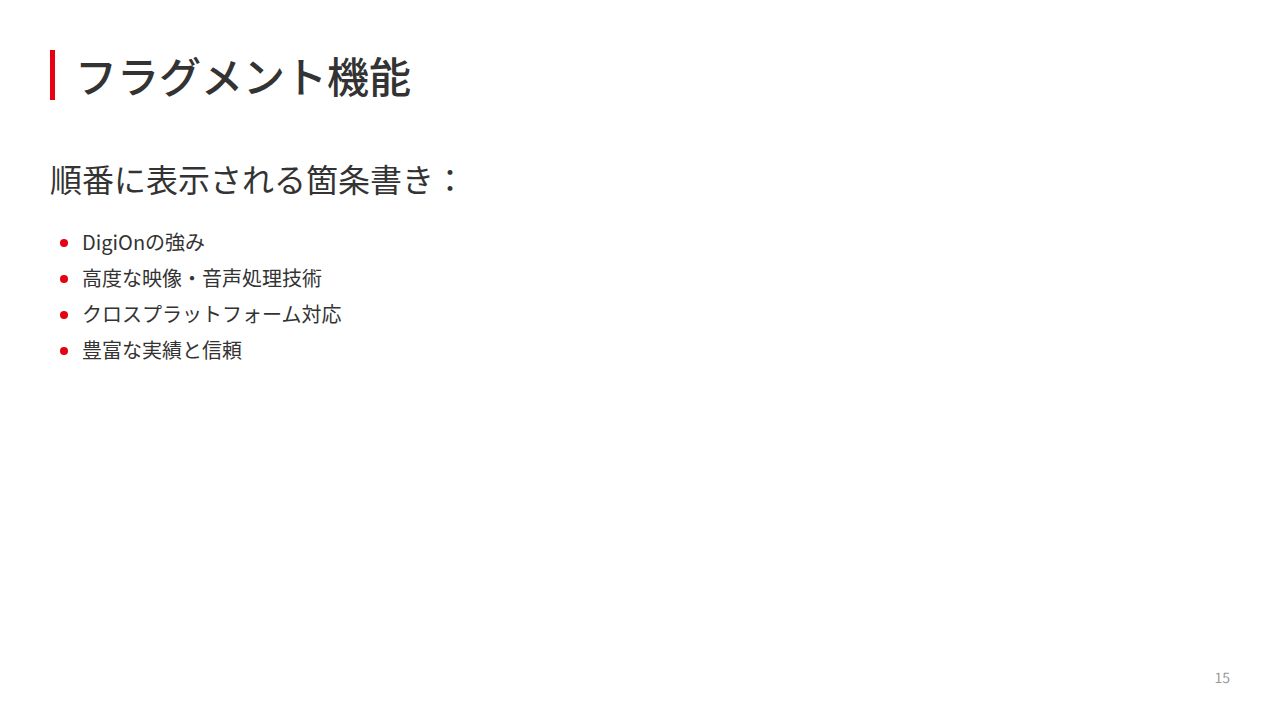 フラグメント機能
順番に表示される箇条書き：
DigiOnの強み
高度な映像・音声処理技術
クロスプラットフォーム対応
豊富な実績と信頼
15